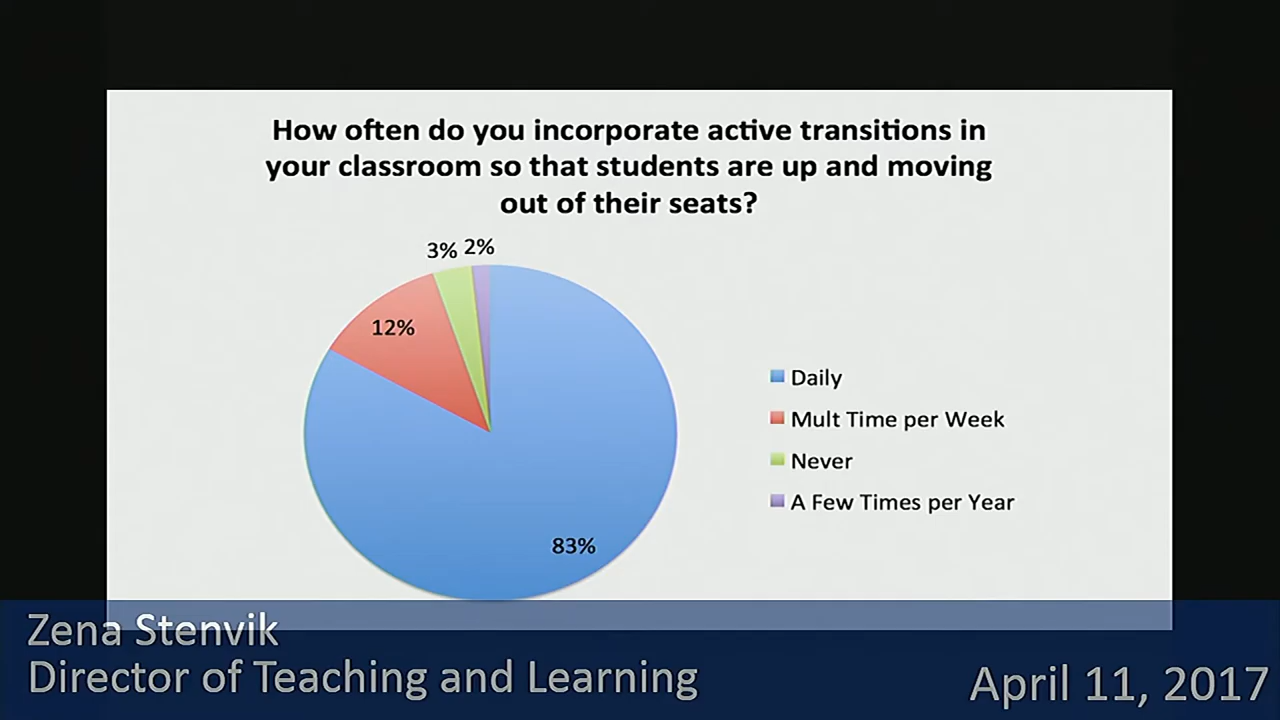 How often do you incorporate active transitions in
your classroom so that students are up and moving
out of their seats?
3% 2%
12%
83%
Daily
Mult Time per Week
Never
A Few Times per Year
Zena Stenvik
Director of Teaching and Learning
April 11, 2017